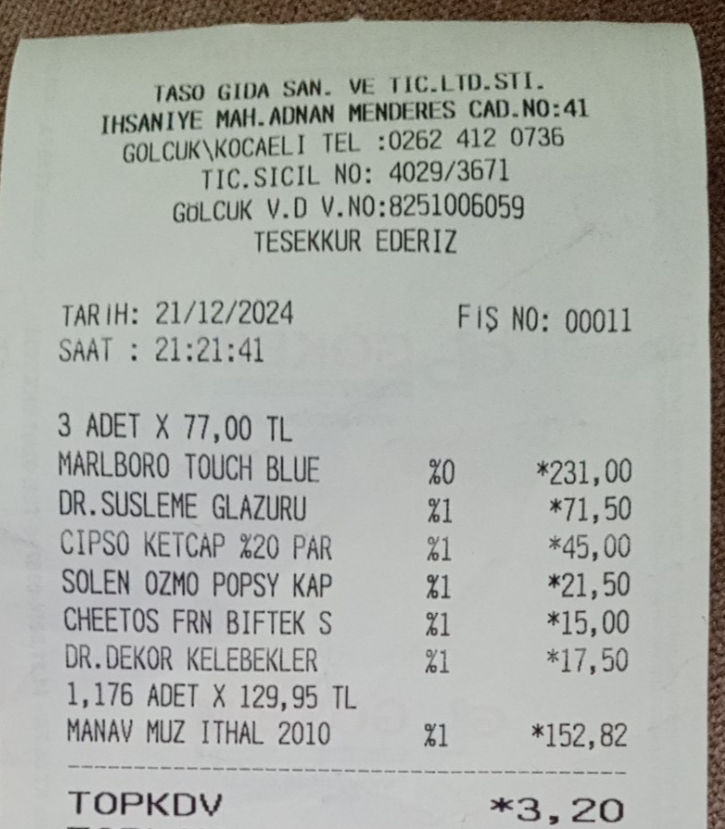 TASO GIDA SAN. VE TIC.LTD.STI.
IHSANIYE MAH.ADNAN MENDERES CAD.NO:41
GOLCUK\KOCAELI TEL :0262 412 0736
TIC.SICIL NO: 4029/3671
GöLCUK V.D V.NO:8251006059
TESEKKUR EDERIZ
TARIH: 21/12/2024 FIŞ NO: 00011
SAAT : 21:21:41
3 ADET X 77,00 TL
MARLBORO TOUCH BLUE %0 *231,00
DR.SUSLEME GLAZURU %1 *71,50
CIPSO KETCAP %20 PAR %1 *45,00
SOLEN OZMO POPSY KAP %1 *21,50
CHEETOS FRN BIFTEK S %1 *15,00
DR.DEKOR KELEBEKLER %1 *17,50
1,176 ADET X 129,95 TL
MANAV MUZ ITHAL 2010 %1 *152,82
TOPKDV *3,20